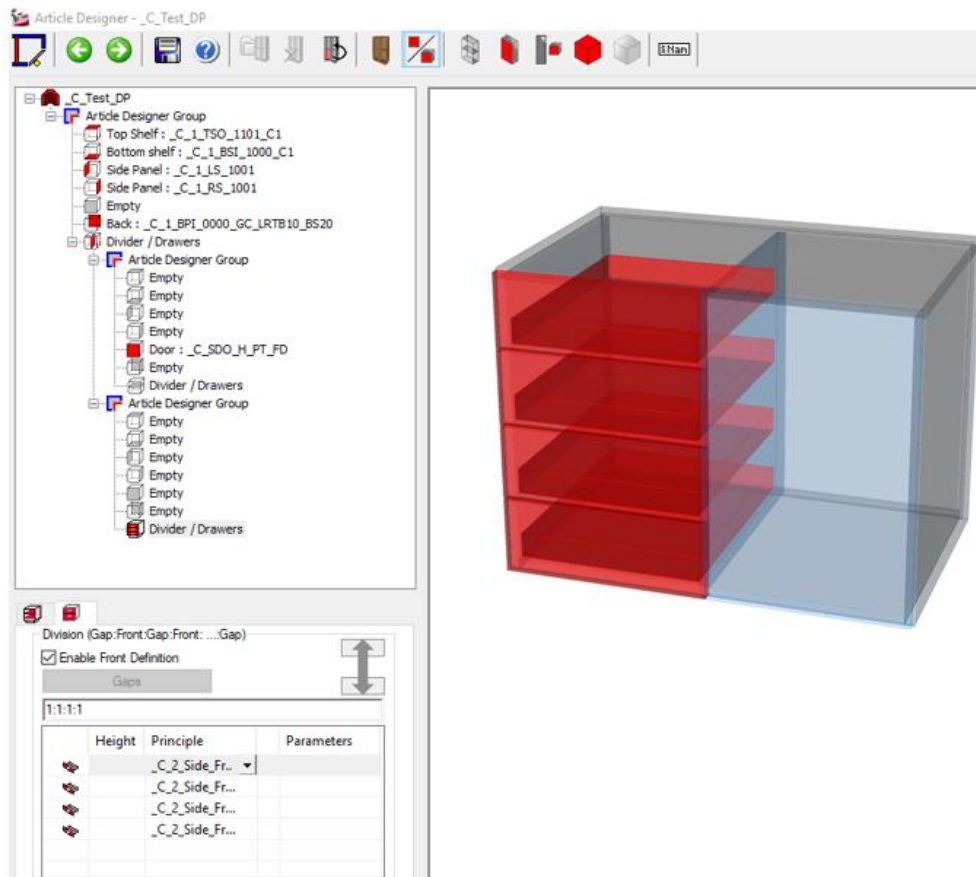 Article Designer - _C_Test_DP
$Nan
_C_Test_DP
Article Designer Group
Top Shelf : _C_1_TSO_1101_C1
Bottom shelf : _C_1_BSI_1000_C1
Side Panel : _C_1_LS_1001
Side Panel : _C_1_RS_1001
Empty
Back : _C_1_BPI_0000_GC_LRTB10_BS20
Divider / Drawers
Article Designer Group
Empty
Empty
Empty
Empty
Door : _C_SDO_H_PT_FD
Empty
Divider / Drawers
Article Designer Group
Empty
Empty
Empty
Empty
Empty
Empty
Divider / Drawers
Division (Gap:Front:Gap:Front: ...:Gap)
Enable Front Definition
Gaps
1:1:1:1
Height Principle Parameters
_C_2_Side_Fr..
_C_2_Side_Fr...
_C_2_Side_Fr...
_C_2_Side_Fr...